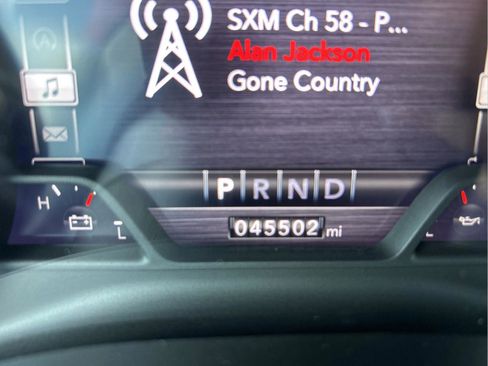 SXM Ch 58 - P...
Alan Jackson
Gone Country
P R N D
H
L
L
045502 mi